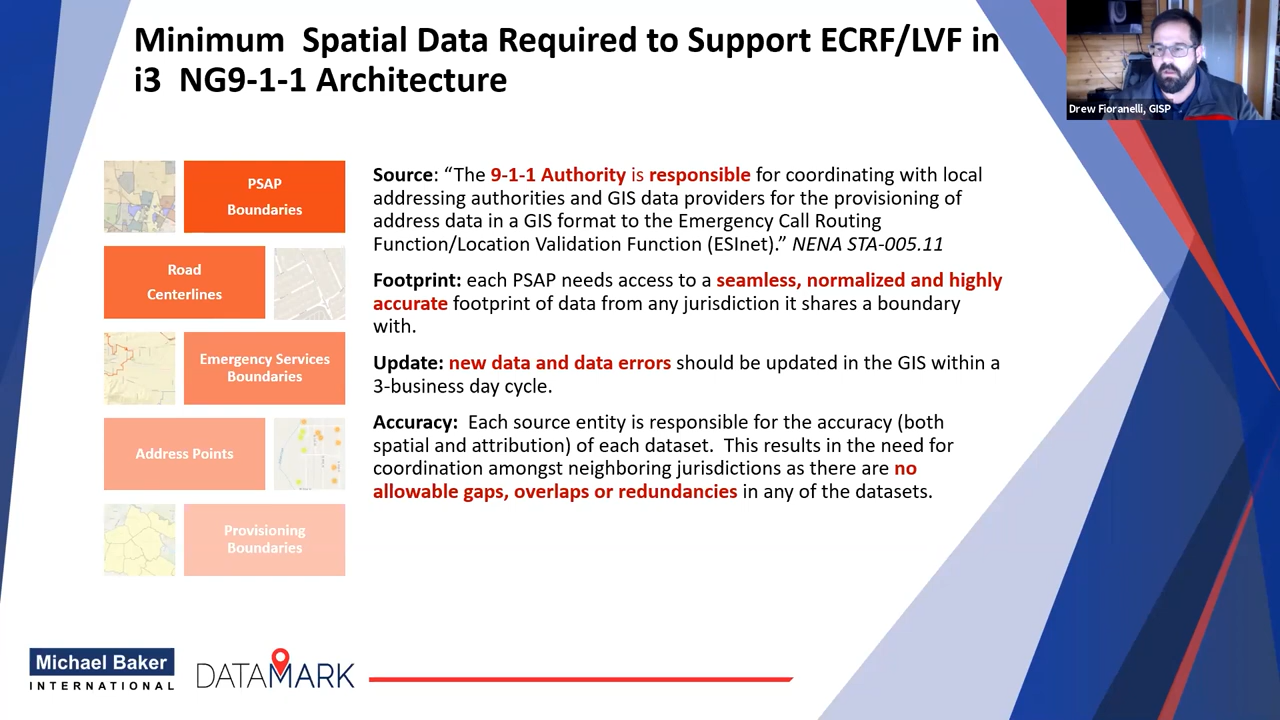 Minimum  Spatial Data Required to Support ECRF/LVF in
i3  NG9-1-1 Architecture
Drew Fioranelli, GISP
PSAP
Boundaries
Road
Centerlines
Emergency Services
Boundaries
Address Points
Provisioning
Boundaries
Source: “The 9-1-1 Authority is responsible for coordinating with local
addressing authorities and GIS data providers for the provisioning of
address data in a GIS format to the Emergency Call Routing
Function/Location Validation Function (ESInet).” NENA STA-005.11
Footprint: each PSAP needs access to a seamless, normalized and highly
accurate footprint of data from any jurisdiction it shares a boundary
with.
Update: new data and data errors should be updated in the GIS within a
3-business day cycle.
Accuracy:  Each source entity is responsible for the accuracy (both
spatial and attribution) of each dataset.  This results in the need for
coordination amongst neighboring jurisdictions as there are no
allowable gaps, overlaps or redundancies in any of the datasets.
Michael Baker
INTERNATIONAL
DATAMARK